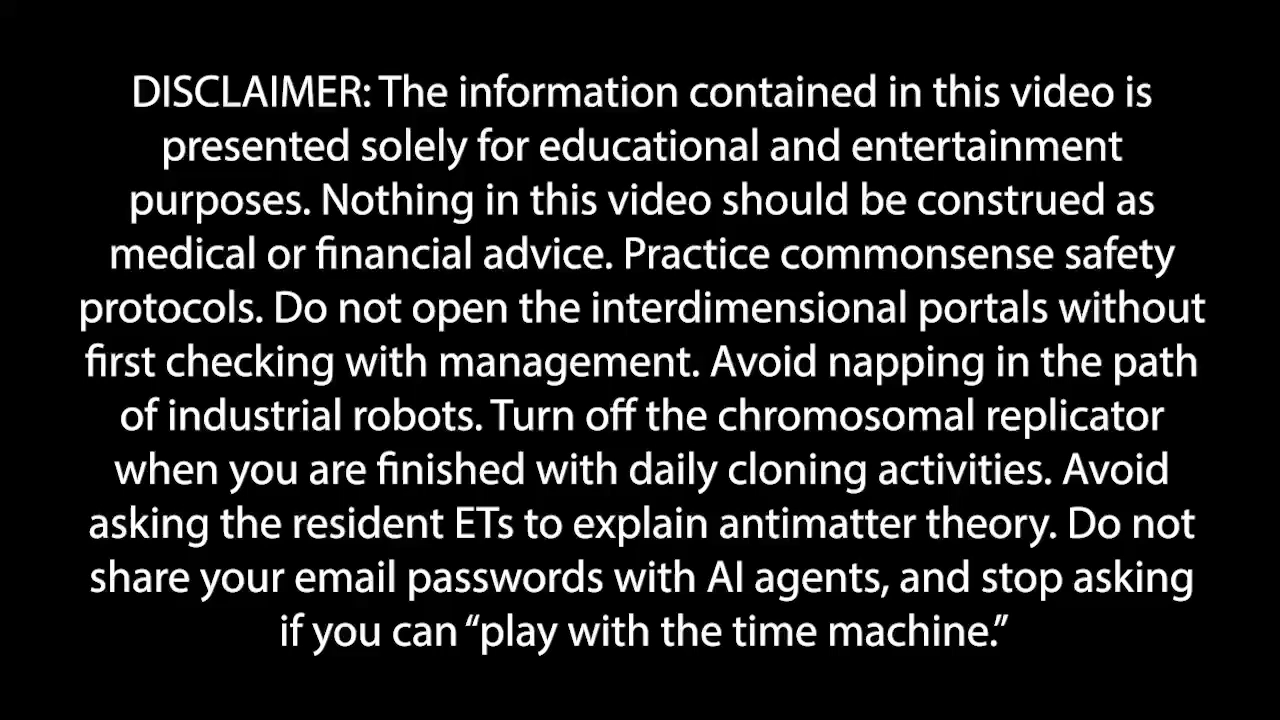 DISCLAIMER: The information contained in this video is
presented solely for educational and entertainment
purposes. Nothing in this video should be construed as
medical or financial advice. Practice commonsense safety
protocols. Do not open the interdimensional portals without
first checking with management. Avoid napping in the path
of industrial robots. Turn off the chromosomal replicator
when you are finished with daily cloning activities. Avoid
asking the resident ETs to explain antimatter theory. Do not
share your email passwords with AI agents, and stop asking
if you can “play with the time machine.”